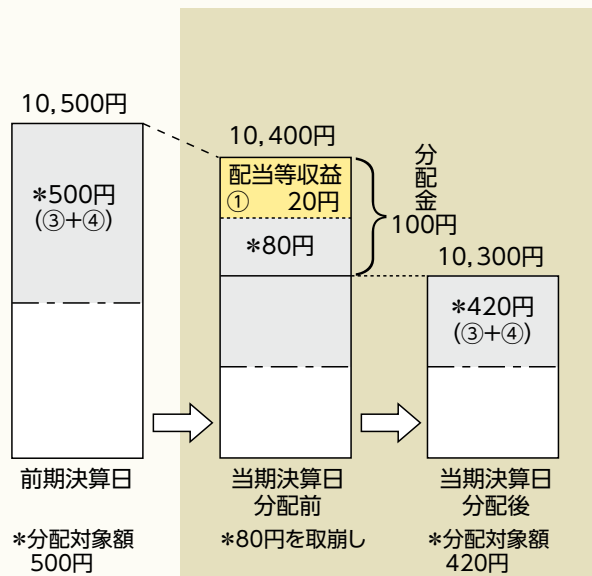 10,500円
*500円
(③+④)
前期決算日
*分配対象額
500円
10,400円
配当等収益
① 20円
*80円
分配金
100円
当期決算日
分配前
*80円を取崩し
10,300円
*420円
(③+④)
当期決算日
分配後
*分配対象額
420円